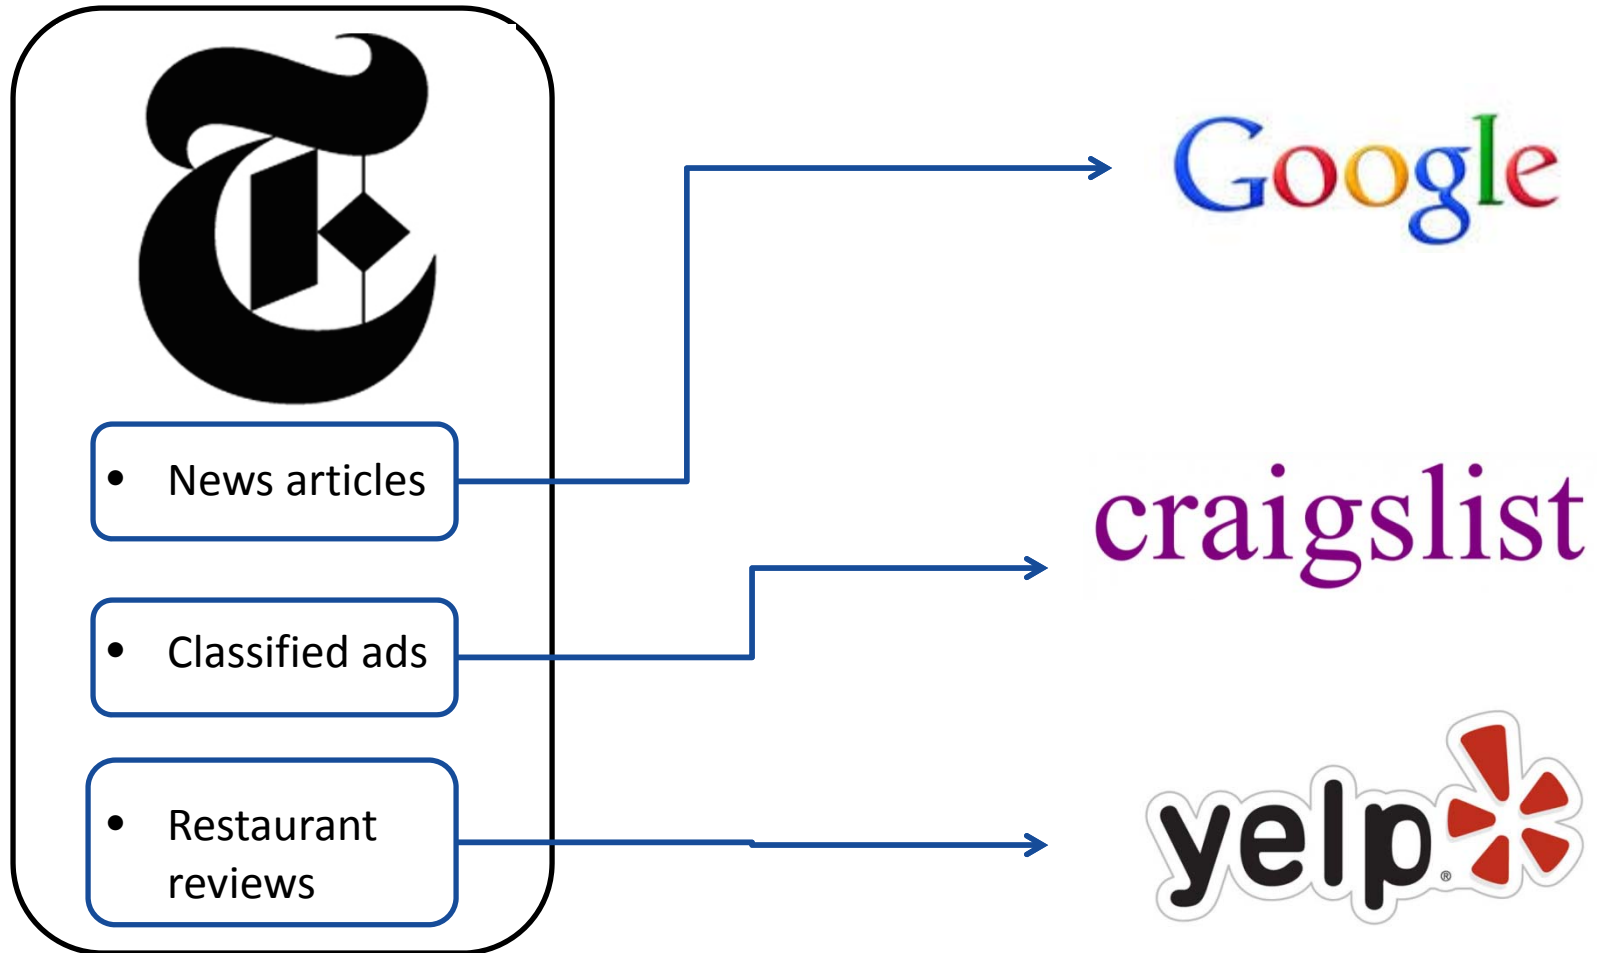 • News articles
• Classified ads
• Restaurant
reviews
Google
craigslist
yelp®